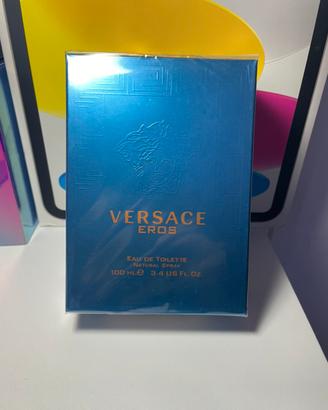 VERSACE
EROS
EAU DE TOILETTE
NATURAL SPRAY
100 ML℮ 3.4 US FL.OZ.